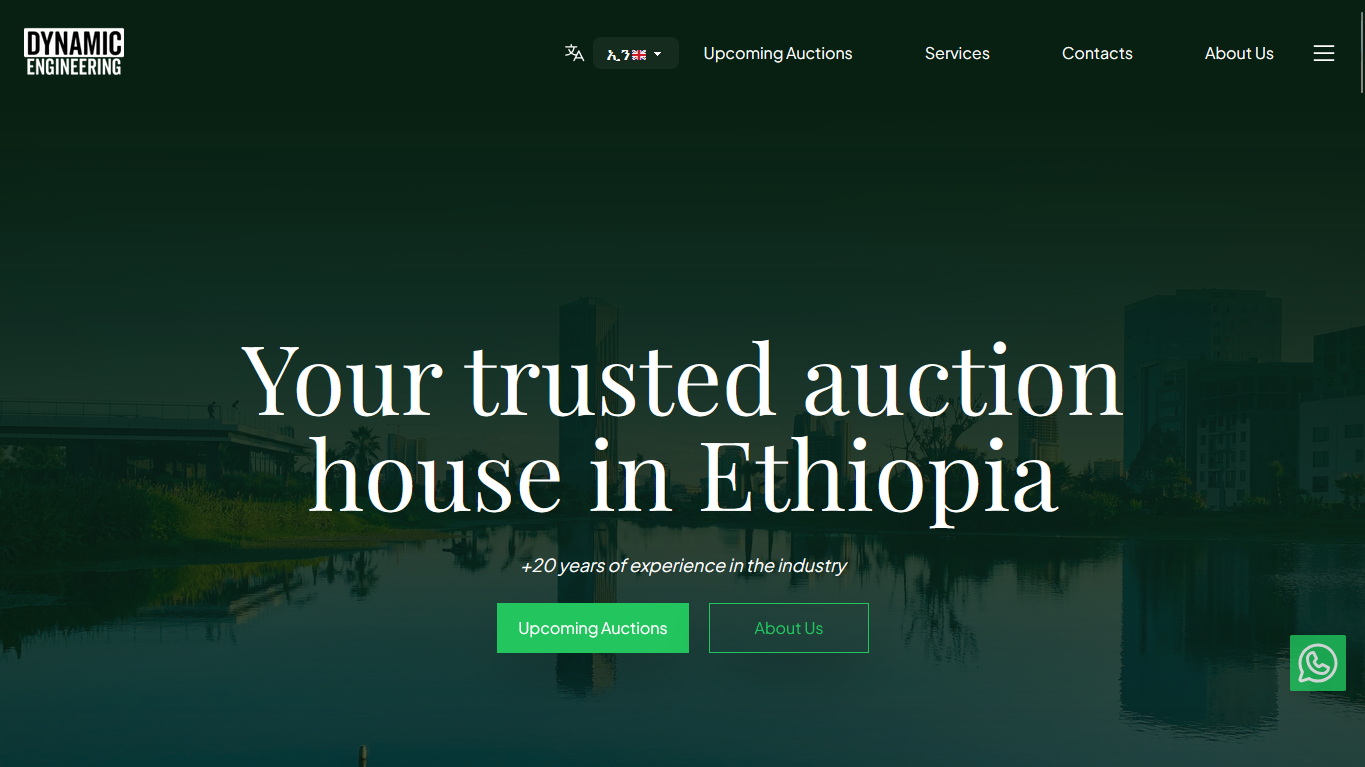 DYNAMIC
ENGINEERING
ኢን
Upcoming Auctions
Services
Contacts
About Us
Your trusted auction
house in Ethiopia
+20 years of experience in the industry
Upcoming Auctions
About Us